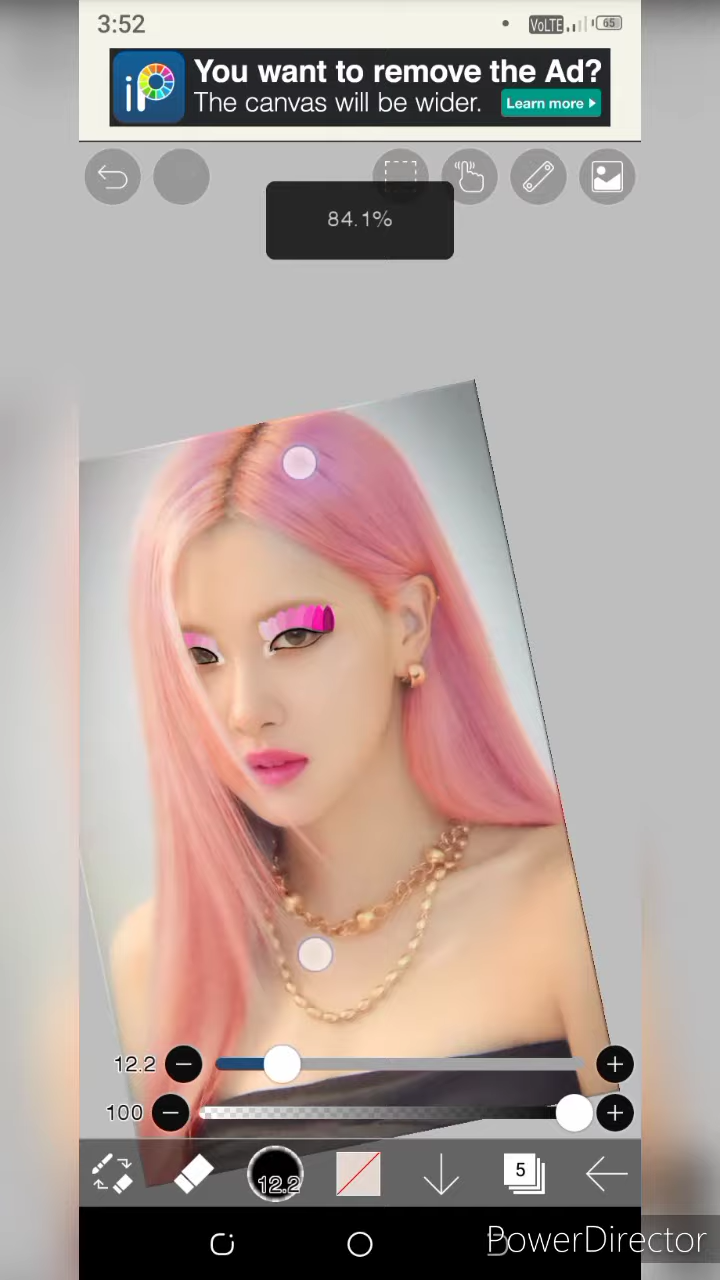 3:52
VoLTE
65
iP
You want to remove the Ad?
The canvas will be wider.
Learn more
84.1%
12.2
100
12.2
5
PowerDirector